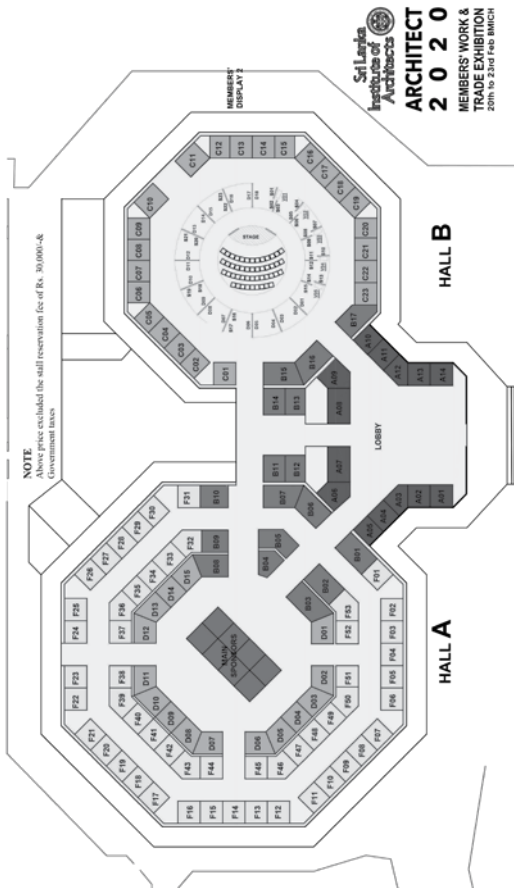 Sri Lanka
Institute of
Architects
ARCHITECT
2 0 2 0
MEMBERS' WORK &
TRADE EXHIBITION
20th to 23rd Feb BMICH
MEMBERS'
DISPLAY 2
NOTE
Above price excluded the stall reservation fee of Rs. 30,000/-&
Government taxes
HALL B
C01
C02
C03
C04
C05
C06
C07
C08
C09
C10
C11
C12
C13
C14
C15
C16
C17
C18
C19
C20
C21
C22
C23
STAGE
LOBBY
A01
A02
A03
A04
A05
A06
A07
A08
A09
A10
A11
A12
A13
A14
B01
B02
B03
B04
B05
B06
B07
B08
B09
B10
B11
B12
B13
B14
B15
B16
B17
HALL A
MAIN
SPONSORS
D01
D02
D03
D04
D05
D06
D07
D08
D09
D10
D11
D12
D13
D14
D15
F01
F02
F03
F04
F05
F06
F07
F08
F09
F10
F11
F12
F13
F14
F15
F16
F17
F18
F19
F20
F21
F22
F23
F24
F25
F26
F27
F28
F29
F30
F31
F32
F33
F34
F35
F36
F37
F38
F39
F40
F41
F42
F43
F44
F45
F46
F47
F48
F49
F50
F51
F52
F53